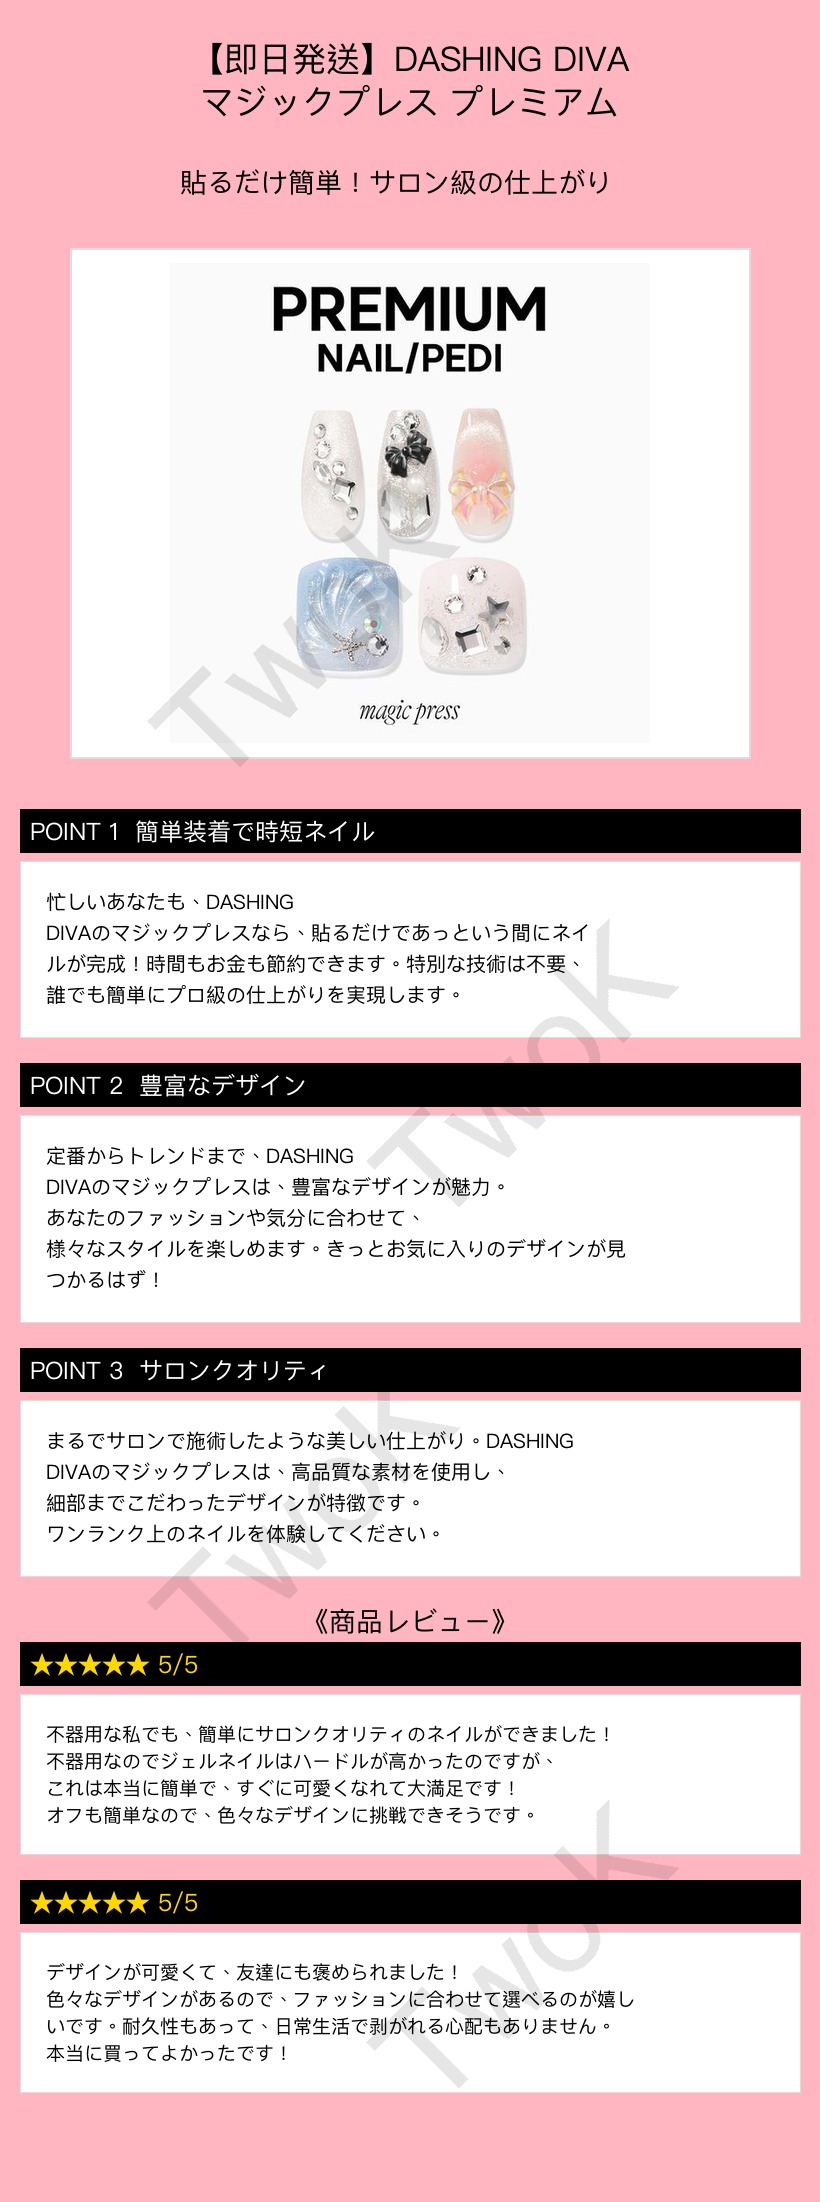 【即日発送】DASHING DIVA
マジックプレス プレミアム
貼るだけ簡単！サロン級の仕上がり
PREMIUM
NAIL/PEDI
magic press
TwoK
POINT 1 簡単装着で時短ネイル
忙しいあなたも、DASHING
DIVAのマジックプレスなら、貼るだけであっという間にネイ
ルが完成！時間もお金も節約できます。特別な技術は不要、
誰でも簡単にプロ級の仕上がりを実現します。
TwoK
POINT 2 豊富なデザイン
定番からトレンドまで、DASHING
DIVAのマジックプレスは、豊富なデザインが魅力。
あなたのファッションや気分に合わせて、
様々なスタイルを楽しめます。きっとお気に入りのデザインが見
つかるはず！
POINT 3 サロンクオリティ
まるでサロンで施術したような美しい仕上がり。DASHING
DIVAのマジックプレスは、高品質な素材を使用し、
細部までこだわったデザインが特徴です。
ワンランク上のネイルを体験してください。
TwoK
《商品レビュー》
★★★★★ 5/5
不器用な私でも、簡単にサロンクオリティのネイルができました！
不器用なのでジェルネイルはハードルが高かったのですが、
これは本当に簡単で、すぐに可愛くなれて大満足です！
オフも簡単なので、色々なデザインに挑戦できそうです。
★★★★★ 5/5
デザインが可愛くて、友達にも褒められました！
色々なデザインがあるので、ファッションに合わせて選べるのが嬉し
いです。耐久性もあって、日常生活で剥がれる心配もありません。
本当に買ってよかったです！
TwoK